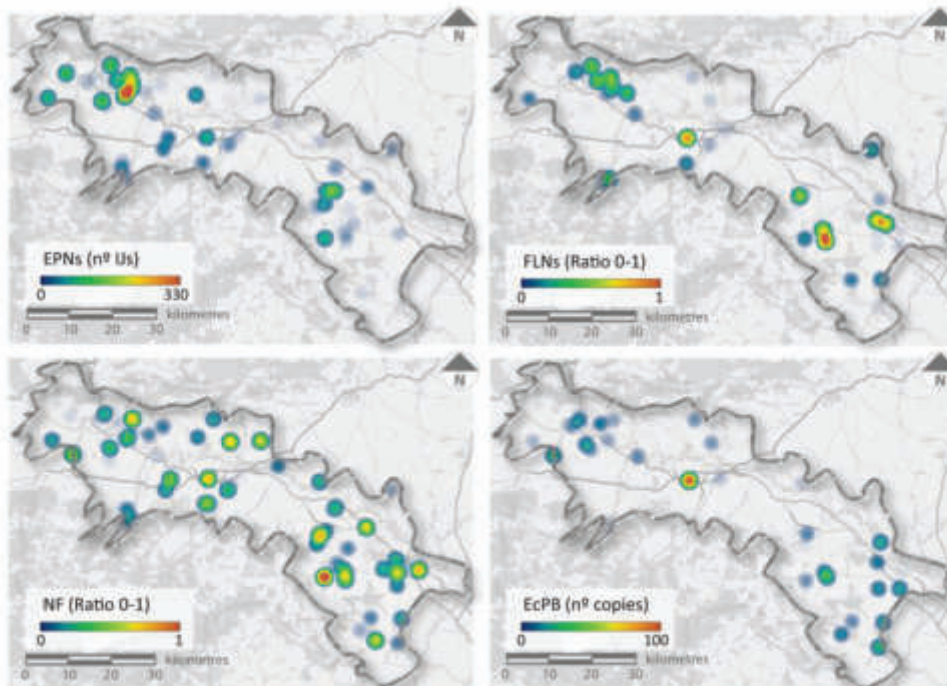 N
N
EPNs (nº IJs)
0 330
kilometres
0 10 20 30
FLNs (Ratio 0-1)
0 1
kilometres
0 10 20 30
N
N
NF (Ratio 0-1)
0 1
kilometres
0 10 20 30
EcPB (nº copies)
0 100
kilometres
0 10 20 30